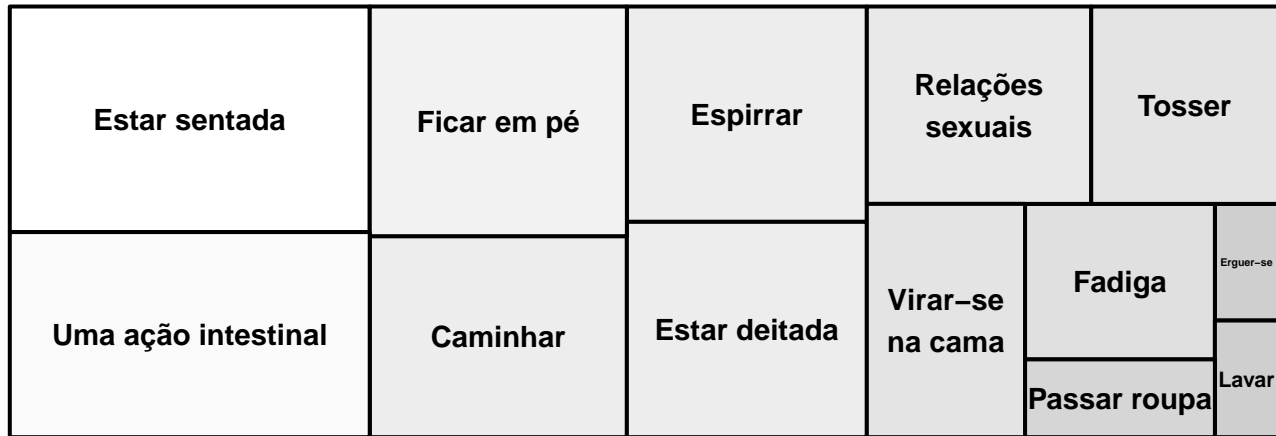 Estar sentada
Ficar em pé
Espirrar
Relações
sexuais
Tosser
Uma ação intestinal
Caminhar
Estar deitada
Virar−se
na cama
Fadiga
Erguer−se
Passar roupa
Lavar